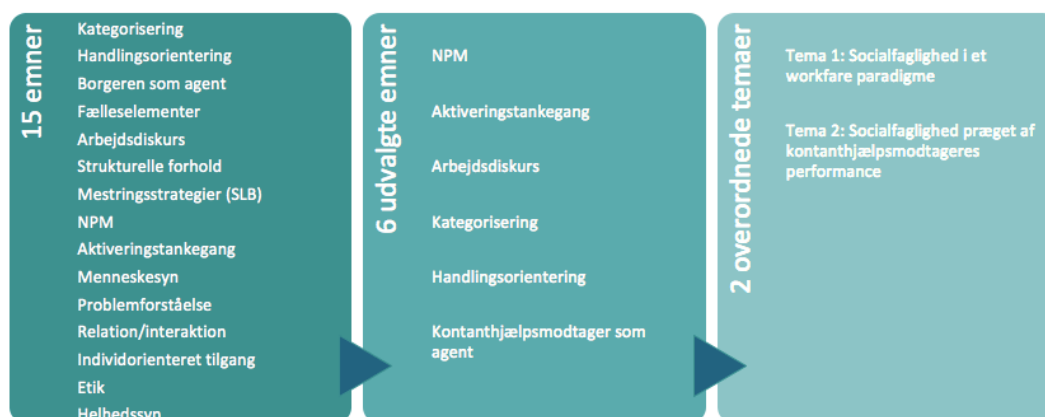 15 emner
Kategorisering
Handlingsorientering
Borgeren som agent
Fælleselementer
Arbejdsdiskurs
Strukturelle forhold
Mestringsstrategier (SLB)
NPM
Aktiveringstankegang
Menneskesyn
Problemforståelse
Relation/interaktion
Individorienteret tilgang
Etik
Helhedssyn
6 udvalgte emner
NPM
Aktiveringstankegang
Arbejdsdiskurs
Kategorisering
Handlingsorientering
Kontanthjælpsmodtager som
agent
2 overordnede temaer
Tema 1: Socialfaglighed i et
workfare paradigme
Tema 2: Socialfaglighed præget af
kontanthjælpsmodtageres
performance